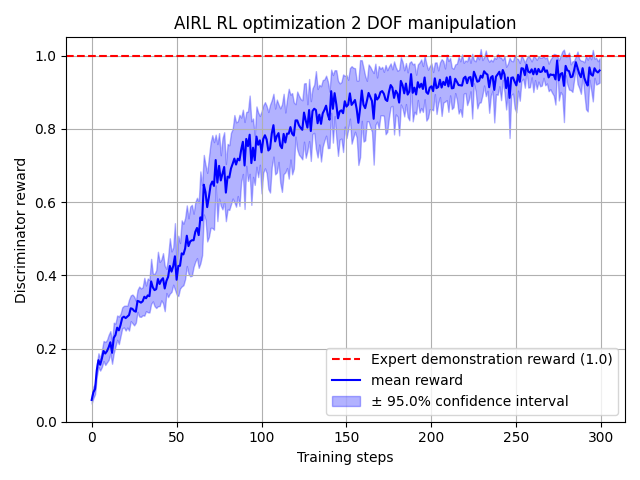 AIRL RL optimization 2 DOF manipulation
Discriminator reward
1.0
0.8
0.6
0.4
0.2
0.0
Expert demonstration reward (1.0)
mean reward
± 95.0% confidence interval
0 50 100 150 200 250 300
Training steps